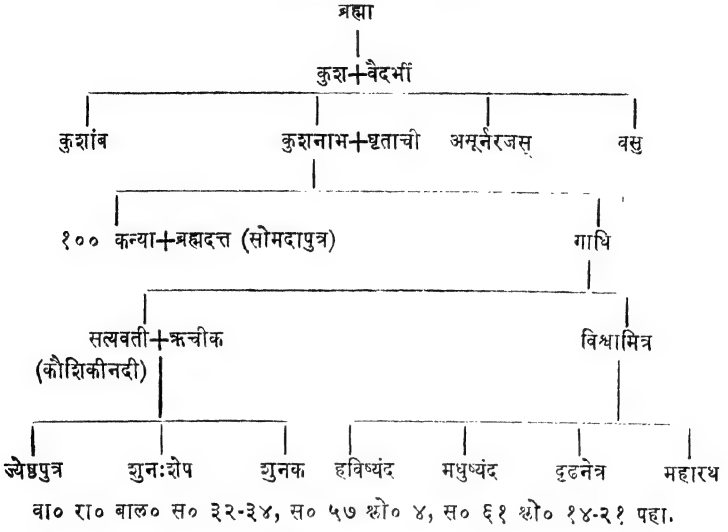 ब्रह्मा
कुश+वैदर्भी
कुशांब कुशनाभ+घृताची अमूर्नरजस् वसु
१०० कन्या+ब्रह्मदत्त (सोमदापुत्र) गाधि
सत्यवती+ऋचीक विश्वामित्र
(कौशिकीनदी)
ज्येष्ठपुत्र शुनःशेप शुनक हविष्यंद मधुष्यंद दृढनेत्र महारथ
वा० रा० बाल० स० ३२-३४, स० ५७ श्लो० ४, स० ६१ श्लो० १४-२१ पहा.